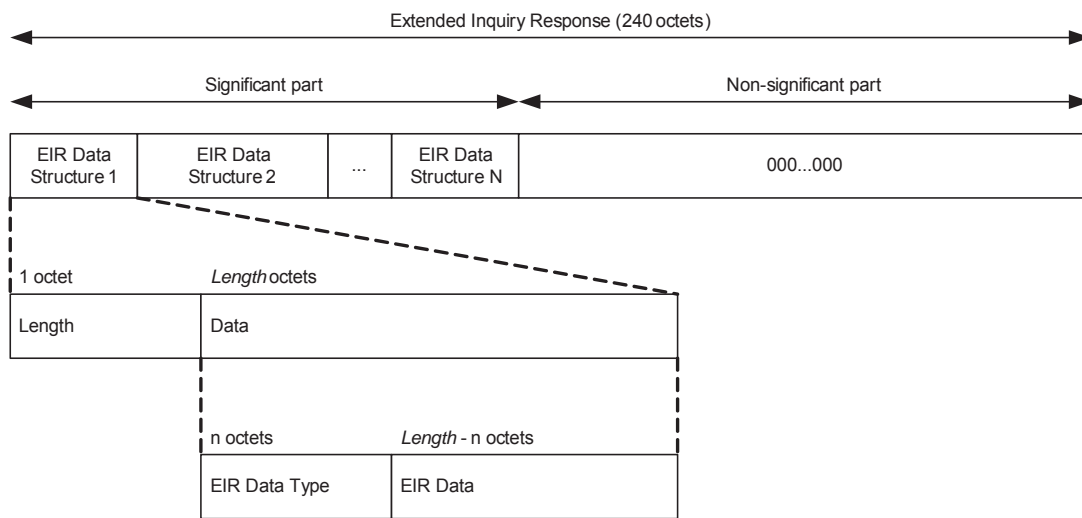 Extended Inquiry Response (240 octets)
Significant part
Non-significant part
EIR Data
Structure 1
EIR Data
Structure 2
...
EIR Data
Structure N
000...000
1 octet
Length octets
Length
Data
n octets
Length - n octets
EIR Data Type
EIR Data